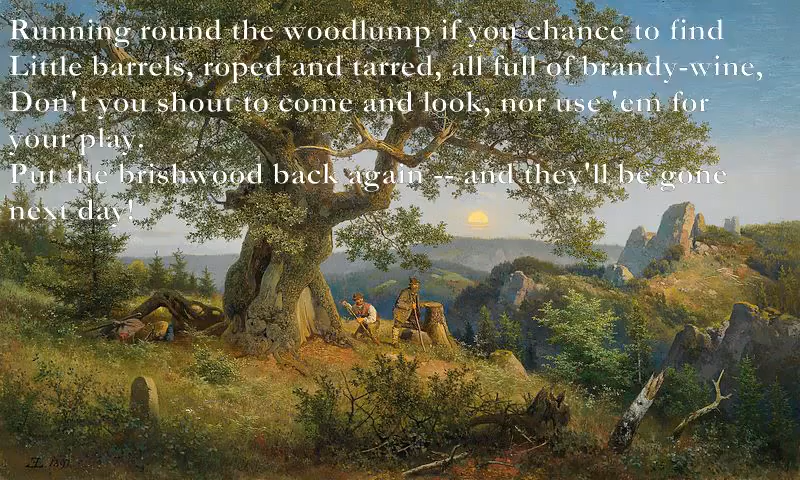 Running round the woodlump if you chance to find
Little barrels, roped and tarred, all full of brandy-wine,
Don't you shout to come and look, nor use 'em for
your play.
Put the brishwood back again -- and they'll be gone
next day!